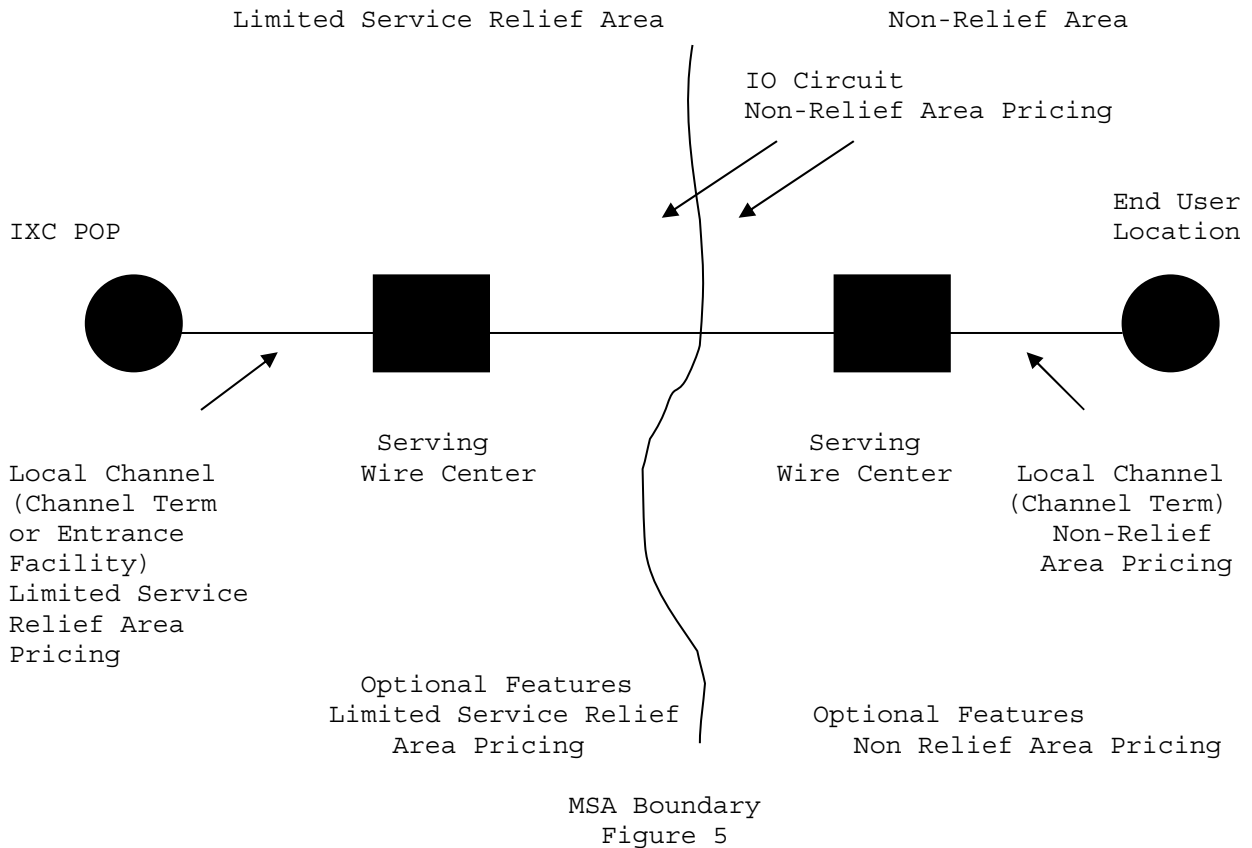 Limited Service Relief Area
Non-Relief Area
IO Circuit
Non-Relief Area Pricing
IXC POP
End User
Location
Serving
Wire Center
Serving
Wire Center
Local Channel
(Channel Term
or Entrance
Facility)
Limited Service
Relief Area
Pricing
Local Channel
(Channel Term)
Non-Relief
Area Pricing
Optional Features
Limited Service Relief
Area Pricing
Optional Features
Non Relief Area Pricing
MSA Boundary
Figure 5